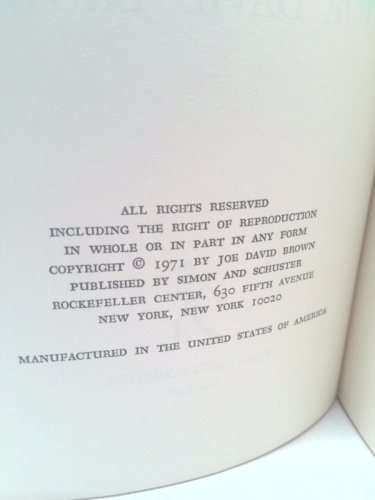 ALL RIGHTS RESERVED
INCLUDING THE RIGHT OF REPRODUCTION
IN WHOLE OR IN PART IN ANY FORM
COPYRIGHT © 1971 BY JOE DAVID BROWN
PUBLISHED BY SIMON AND SCHUSTER
ROCKEFELLER CENTER, 630 FIFTH AVENUE
NEW YORK, NEW YORK 10020
MANUFACTURED IN THE UNITED STATES OF AMERICA